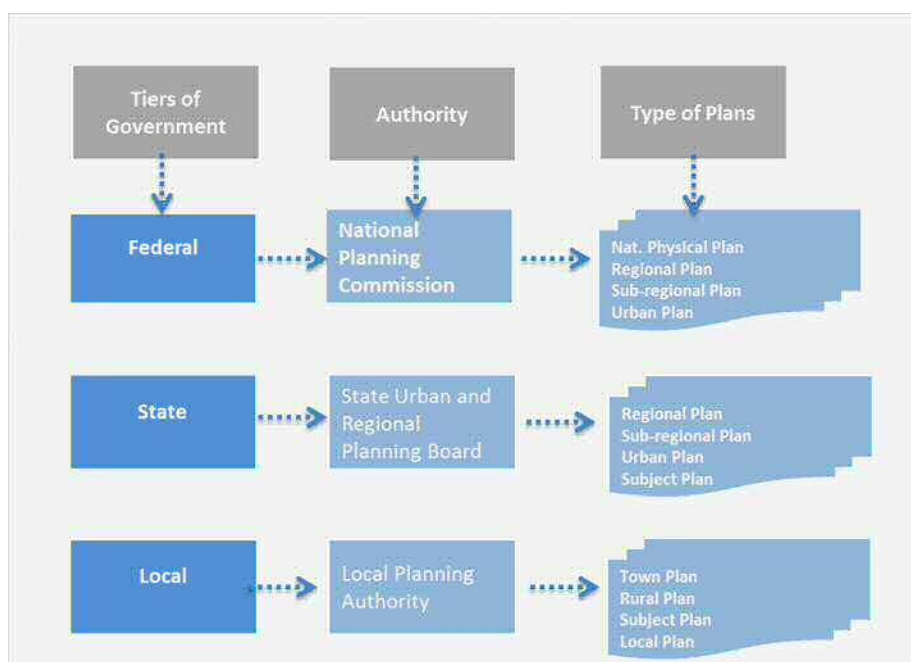 Tiers of
Government
Authority
Type of Plans
Federal
National
Planning
Commission
Nat. Physical Plan
Regional Plan
Sub-regional Plan
Urban Plan
State
State Urban and
Regional
Planning Board
Regional Plan
Sub-regional Plan
Urban Plan
Subject Plan
Local
Local Planning
Authority
Town Plan
Rural Plan
Subject Plan
Local Plan